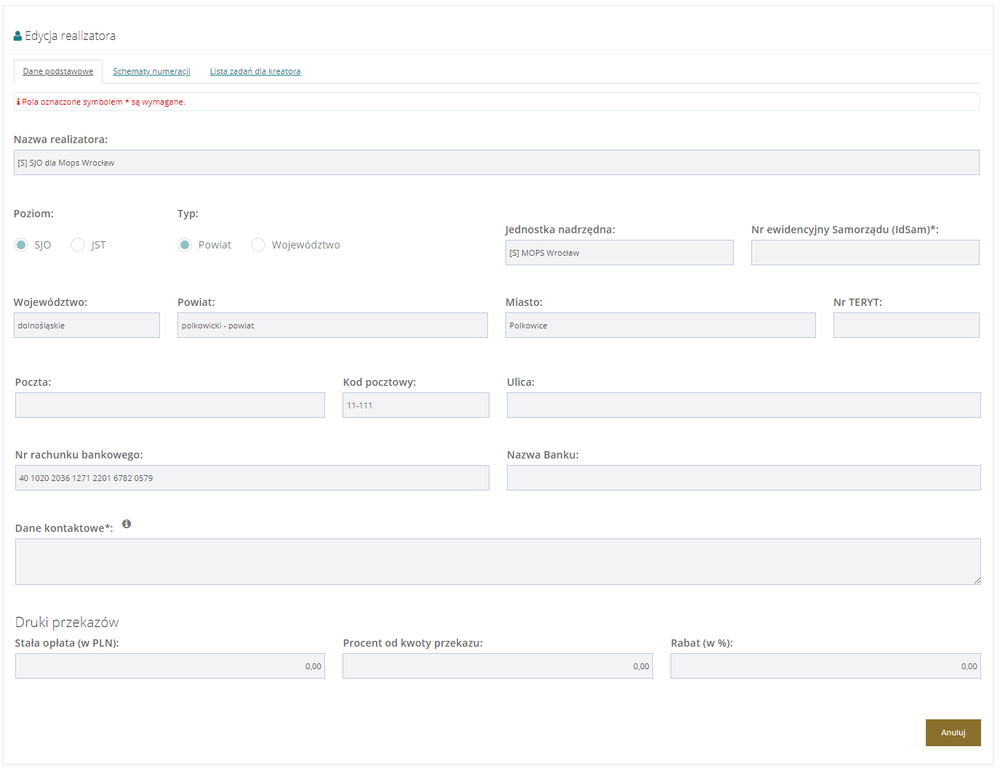 Edycja realizatora
Dane podstawowe Schematy numeracji Lista zadań dla kreatora
Pola oznaczone symbolem * są wymagane.
Nazwa realizatora:
[S] SJO dla Mops Wrocław
Poziom: Typ:
SJO JST Powiat Województwo
Jednostka nadrzędna: Nr ewidencyjny Samorządu (IdSam)*:
[S] MOPS Wrocław
Województwo: Powiat: Miasto: Nr TERYT:
dolnośląskie polkowicki - powiat Polkowice
Poczta: Kod pocztowy: Ulica:
11-111
Nr rachunku bankowego: Nazwa Banku:
40 1020 2036 1271 2201 6782 0579
Dane kontaktowe*:
Druki przekazów
Stała opłata (w PLN): Procent od kwoty przekazu: Rabat (w %):
0,00 0,00 0,00
Anuluj